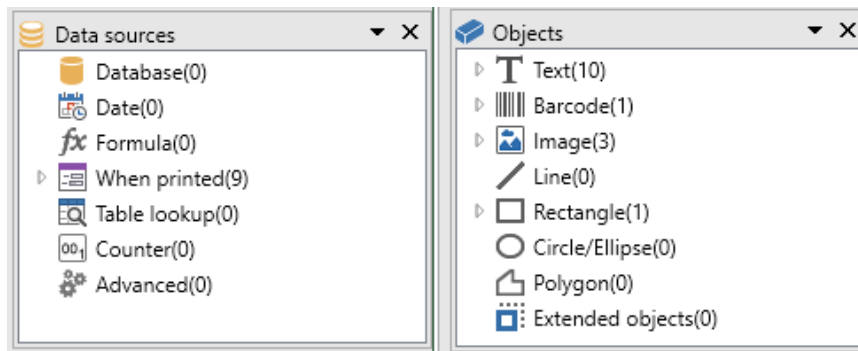 Data sources
Database(0)
Date(0)
Formula(0)
When printed(9)
Table lookup(0)
Counter(0)
Advanced(0)
Objects
Text(10)
Barcode(1)
Image(3)
Line(0)
Rectangle(1)
Circle/Ellipse(0)
Polygon(0)
Extended objects(0)